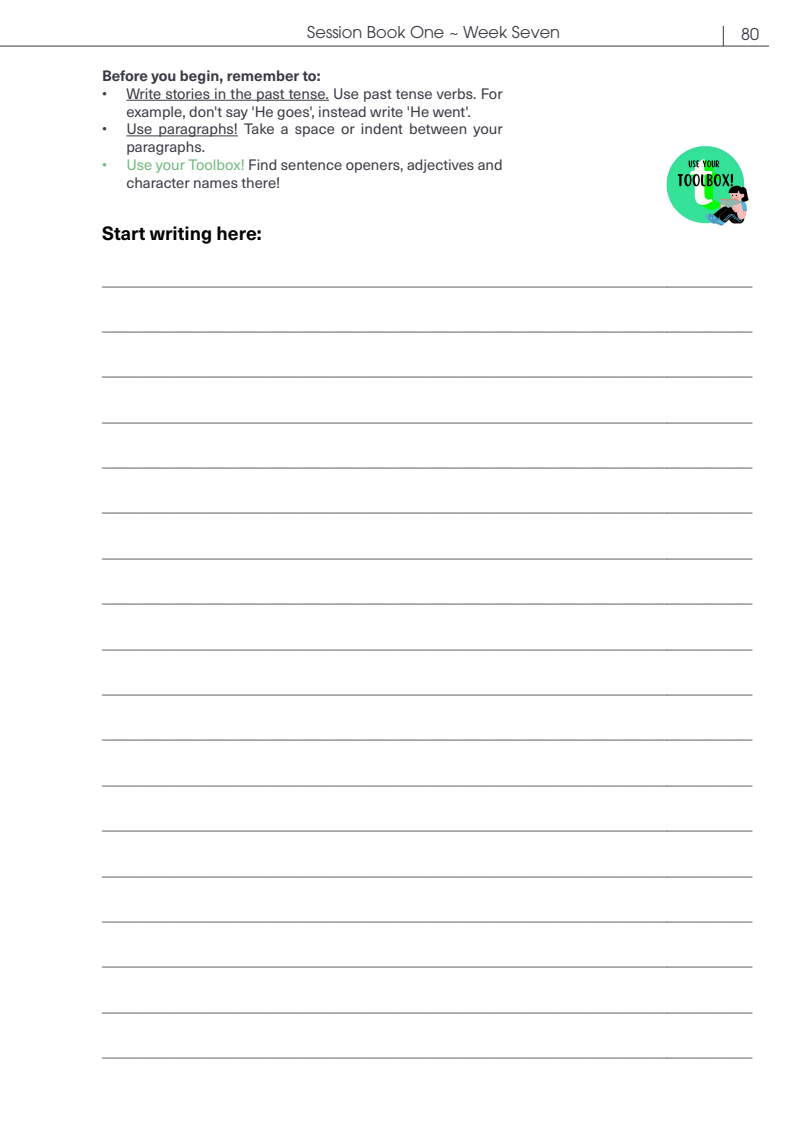 Session Book One ~ Week Seven
80
Before you begin, remember to:
• Write stories in the past tense. Use past tense verbs. For
example, don't say 'He goes', instead write 'He went'.
• Use paragraphs! Take a space or indent between your
paragraphs.
• Use your Toolbox! Find sentence openers, adjectives and
character names there!
USE YOUR
TOOLBOX!
Start writing here: